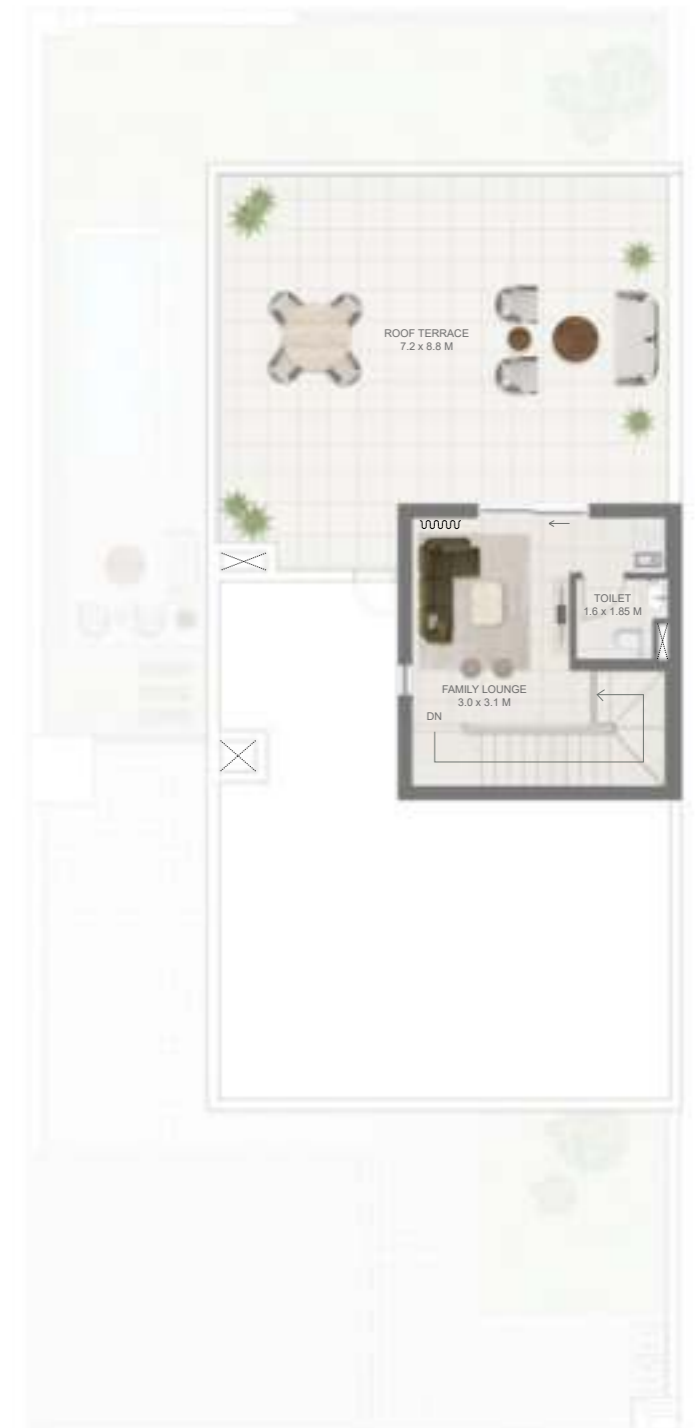 ROOF TERRACE
7.2 x 8.8 M
TOILET
1.6 x 1.85 M
FAMILY LOUNGE
3.0 x 3.1 M
DN